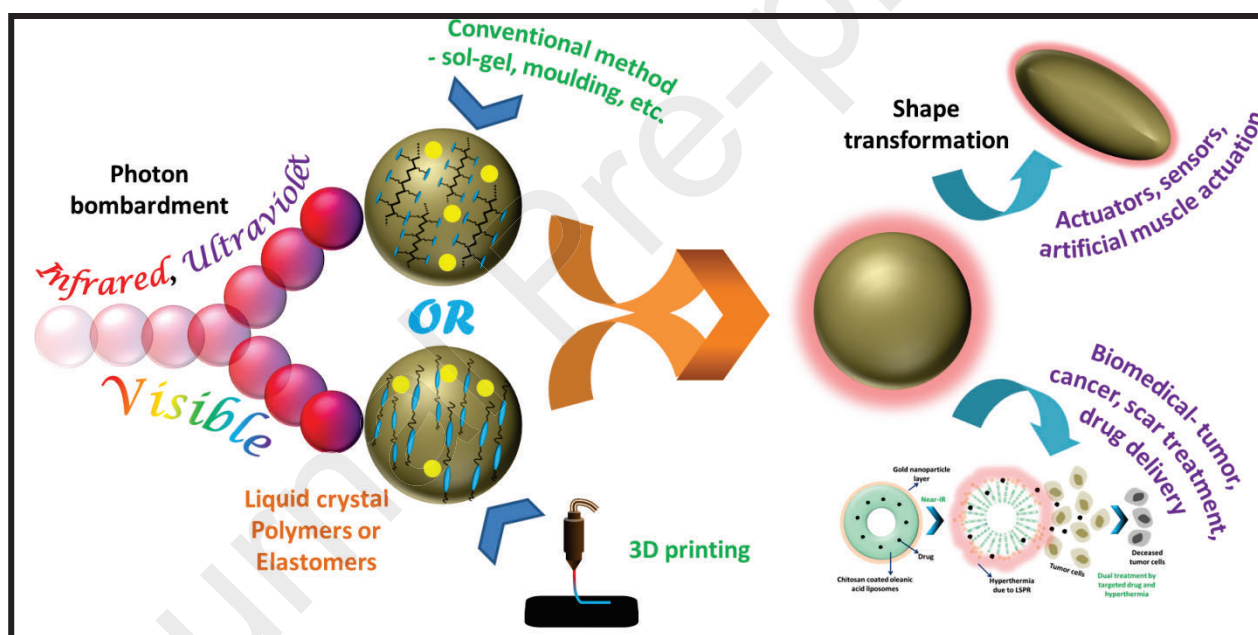 Conventional method
- sol-gel, moulding, etc.
Photon
bombardment
Infrared, Ultraviolet
Visible
OR
Liquid crystal
Polymers or
Elastomers
3D printing
Shape
transformation
Actuators, sensors,
artificial muscle actuation
Biomedical- tumor,
cancer, scar treatment,
drug delivery
Gold nanoparticle
layer
Near-IR
Drug
Chitosan coated oleanic
acid liposomes
Hyperthermia
due to LSPR
Tumor cells
Deceased
tumor cells
Dual treatment by
targeted drug and
hyperthermia